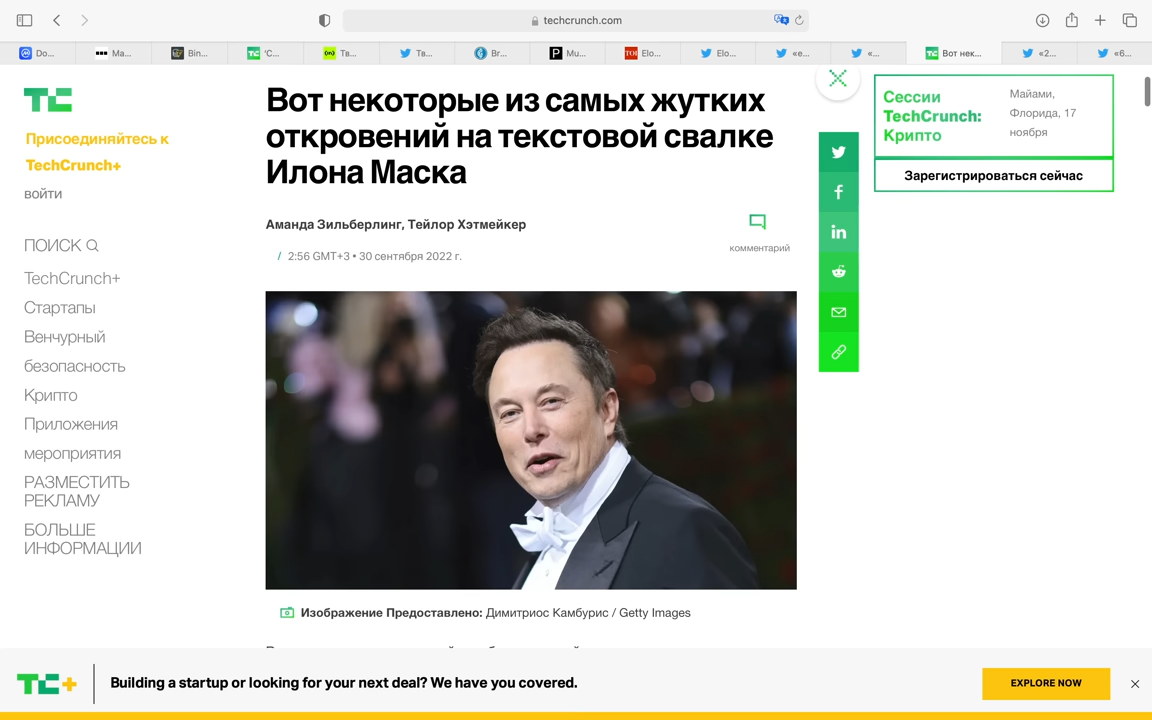 techcrunch.com
Do...
Ma...
Bin...
'C...
Тв...
Тв...
Br...
Mu...
Elo...
Elo...
«e...
«...
Вот нек...
«2...
«6...
Присоединяйтесь к
TechCrunch+
войти
ПОИСК
TechCrunch+
Стартапы
Венчурный
безопасность
Крипто
Приложения
мероприятия
РАЗМЕСТИТЬ
РЕКЛАМУ
БОЛЬШЕ
ИНФОРМАЦИИ
Вот некоторые из самых жутких
откровений на текстовой свалке
Илона Маска
Аманда Зильберлинг, Тейлор Хэтмейкер
/ 2:56 GMT+3 • 30 сентября 2022 г.
комментарий
Изображение Предоставлено: Димитриос Камбурис / Getty Images
Сессии
TechCrunch:
Крипто
Майами,
Флорида, 17
ноября
Зарегистрироваться сейчас
TC+
Building a startup or looking for your next deal? We have you covered.
EXPLORE NOW